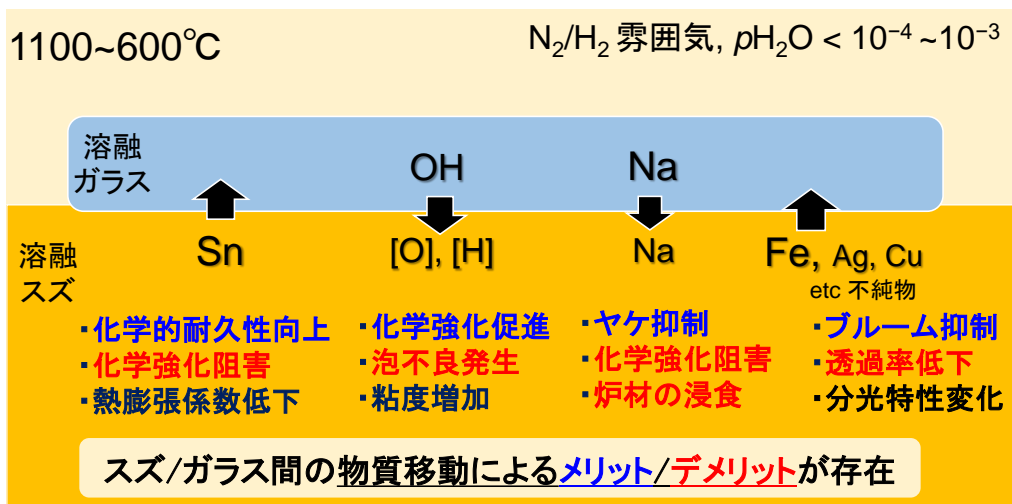 1100~600℃
N₂/H₂ 雰囲気, pH₂O < 10⁻⁴ ~10⁻³
溶融
ガラス
OH
Na
溶融
スズ
Sn
[O], [H]
Na
Fe, Ag, Cu
etc 不純物
・化学的耐久性向上
・化学強化阻害
・熱膨張係数低下
・化学強化促進
・泡不良発生
・粘度増加
・ヤケ抑制
・化学強化阻害
・炉材の浸食
・ブルーム抑制
・透過率低下
・分光特性変化
スズ/ガラス間の物質移動によるメリット/デメリットが存在